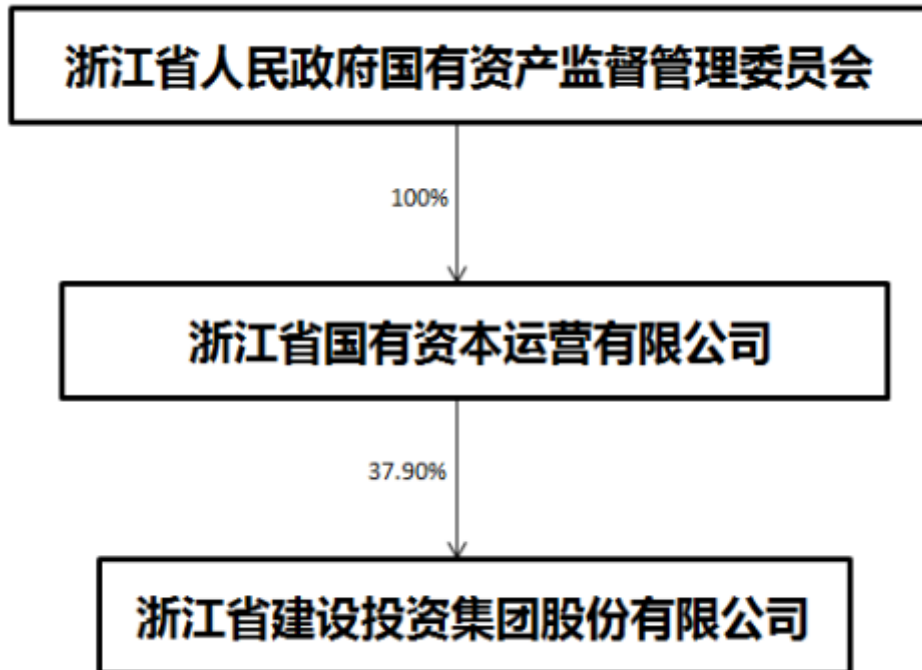 浙江省人民政府国有资产监督管理委员会
100%
浙江省国有资本运营有限公司
37.90%
浙江省建设投资集团股份有限公司